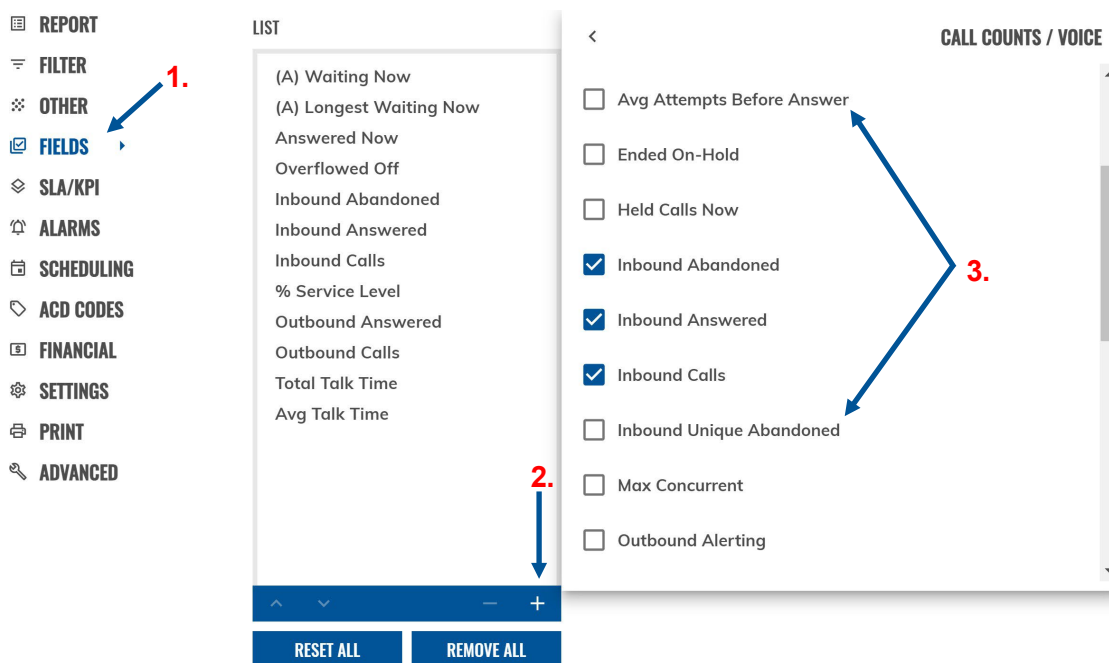 REPORT
FILTER
1.
OTHER
FIELDS
SLA/KPI
ALARMS
SCHEDULING
ACD CODES
FINANCIAL
SETTINGS
PRINT
ADVANCED
LIST
(A) Waiting Now
(A) Longest Waiting Now
Answered Now
Overflowed Off
Inbound Abandoned
Inbound Answered
Inbound Calls
% Service Level
Outbound Answered
Outbound Calls
Total Talk Time
Avg Talk Time
2.
RESET ALL
REMOVE ALL
CALL COUNTS / VOICE
Avg Attempts Before Answer
Ended On-Hold
Held Calls Now
Inbound Abandoned
3.
Inbound Answered
Inbound Calls
Inbound Unique Abandoned
Max Concurrent
Outbound Alerting